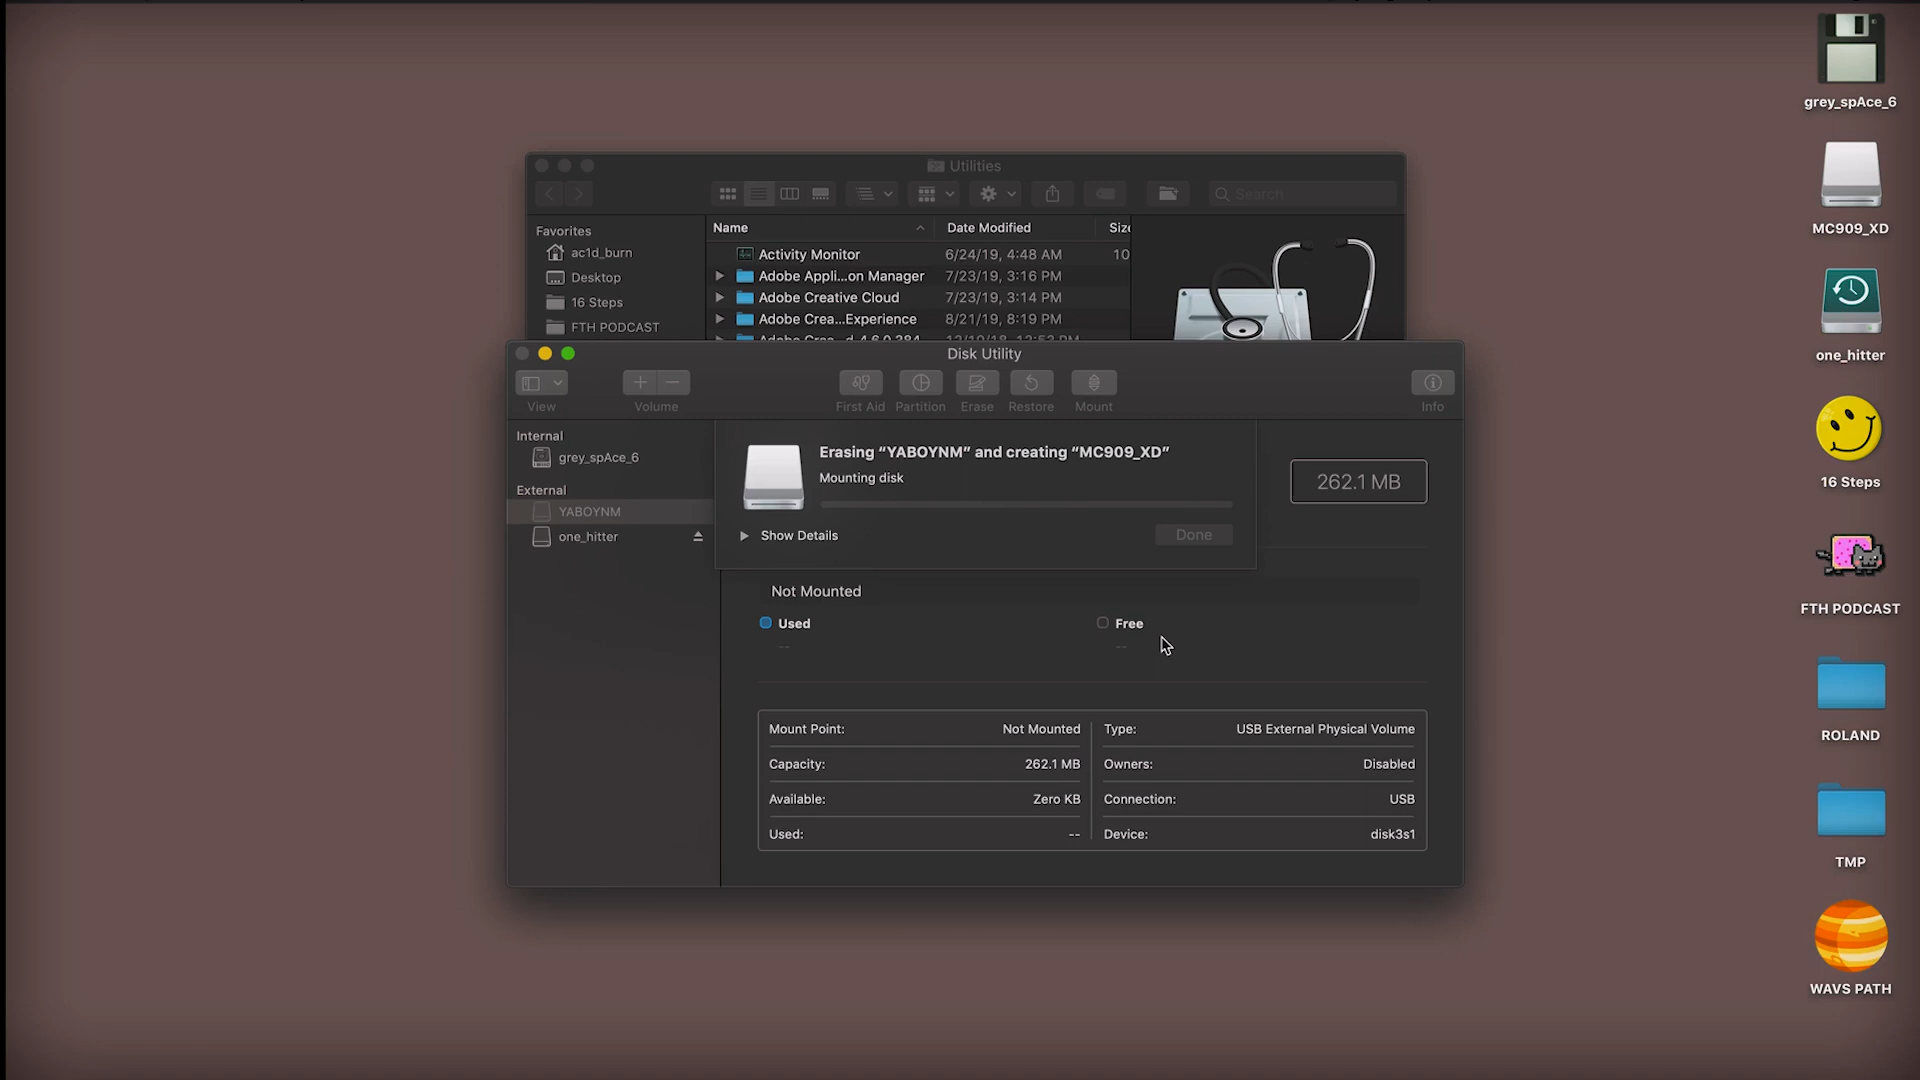 grey_spAce_6
MC909_XD
one_hitter
16 Steps
FTH PODCAST
ROLAND
TMP
WAVS PATH
Utilities
Search
Favorites
ac1d_burn
Desktop
16 Steps
FTH PODCAST
Name Date Modified Size
Activity Monitor 6/24/19, 4:48 AM 10
Adobe Appli...on Manager 7/23/19, 3:16 PM
Adobe Creative Cloud 7/23/19, 3:14 PM
Adobe Crea...Experience 8/21/19, 8:19 PM
Disk Utility
View Volume First Aid Partition Erase Restore Mount Info
Internal
grey_spAce_6
External
YABOYNM
one_hitter
Erasing “YABOYNM” and creating “MC909_XD”
Mounting disk
Show Details
Done
262.1 MB
Not Mounted
Used Free
-- --
Mount Point: Not Mounted Type: USB External Physical Volume
Capacity: 262.1 MB Owners: Disabled
Available: Zero KB Connection: USB
Used: -- Device: disk3s1